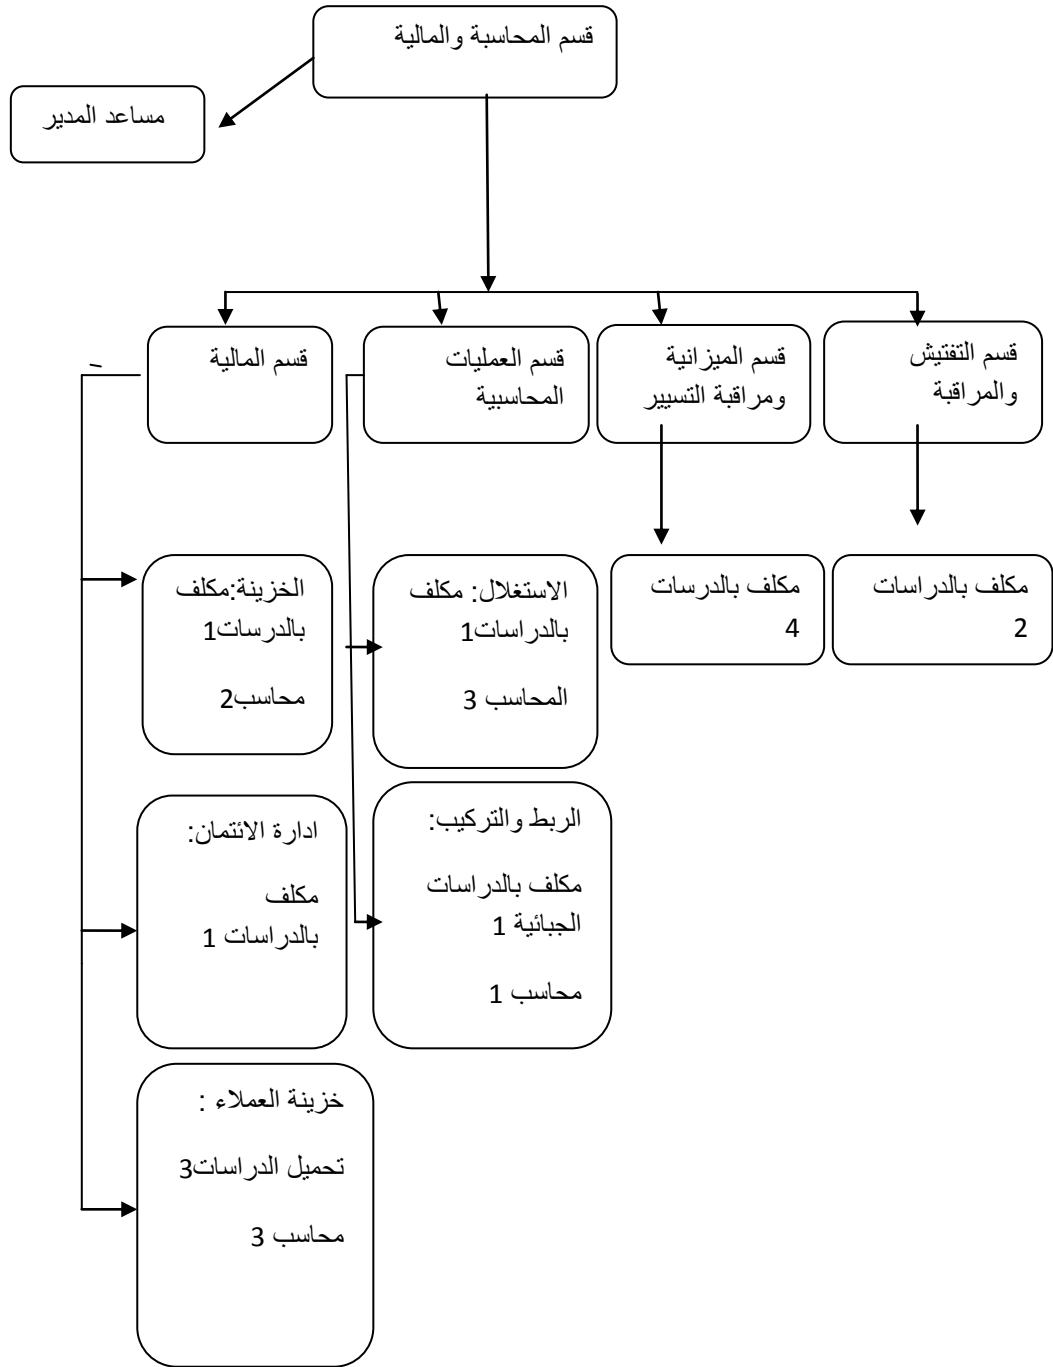 قسم المحاسبة والمالية
مساعد المدير
قسم التفتيش
والمراقبة
قسم الميزانية
ومراقبة التسيير
قسم العمليات
المحاسبية
قسم المالية
مكلف بالدراسات
2
مكلف بالدرسات
4
الاستغلال: مكلف
بالدراسات1
المحاسب 3
الخزينة:مكلف
بالدرسات1
محاسب2
الربط والتركيب:
مكلف بالدراسات
الجبائية 1
محاسب 1
ادارة الائتمان:
مكلف
بالدراسات 1
خزينة العملاء :
تحميل الدراسات3
محاسب 3